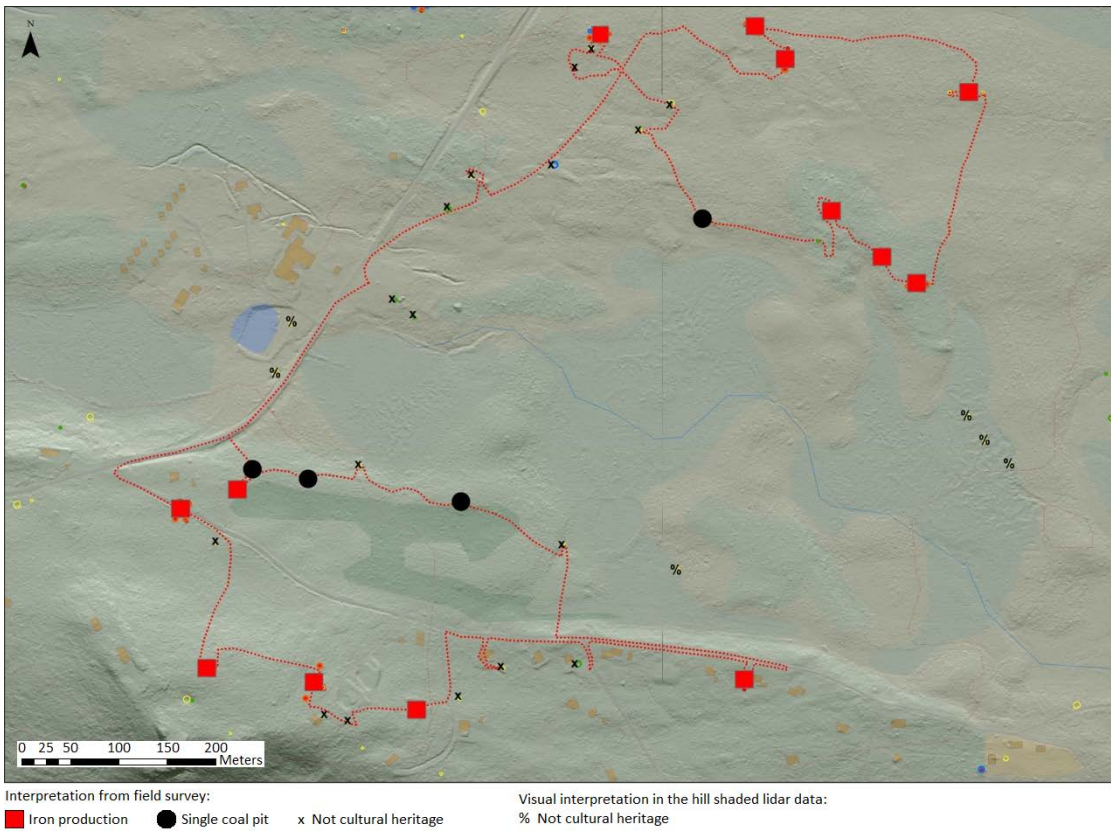 N
0 25 50 100 150 200
Meters
Interpretation from field survey:
Iron production
Single coal pit
x Not cultural heritage
Visual interpretation in the hill shaded lidar data:
% Not cultural heritage